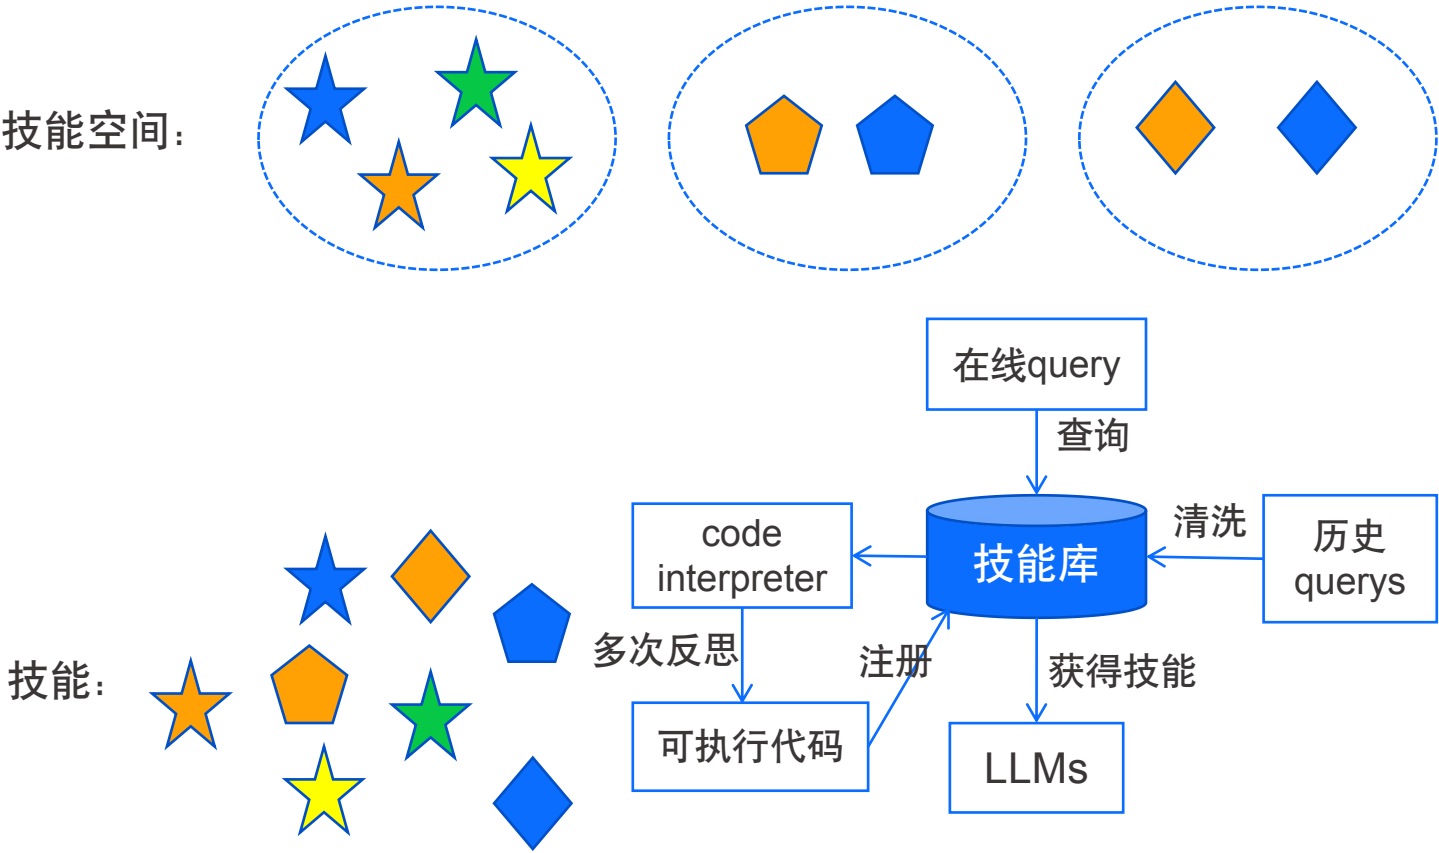 技能空间：
在线query
查询
code
interpreter
技能库
清洗
历史
querys
技能：
多次反思
注册
获得技能
可执行代码
LLMs